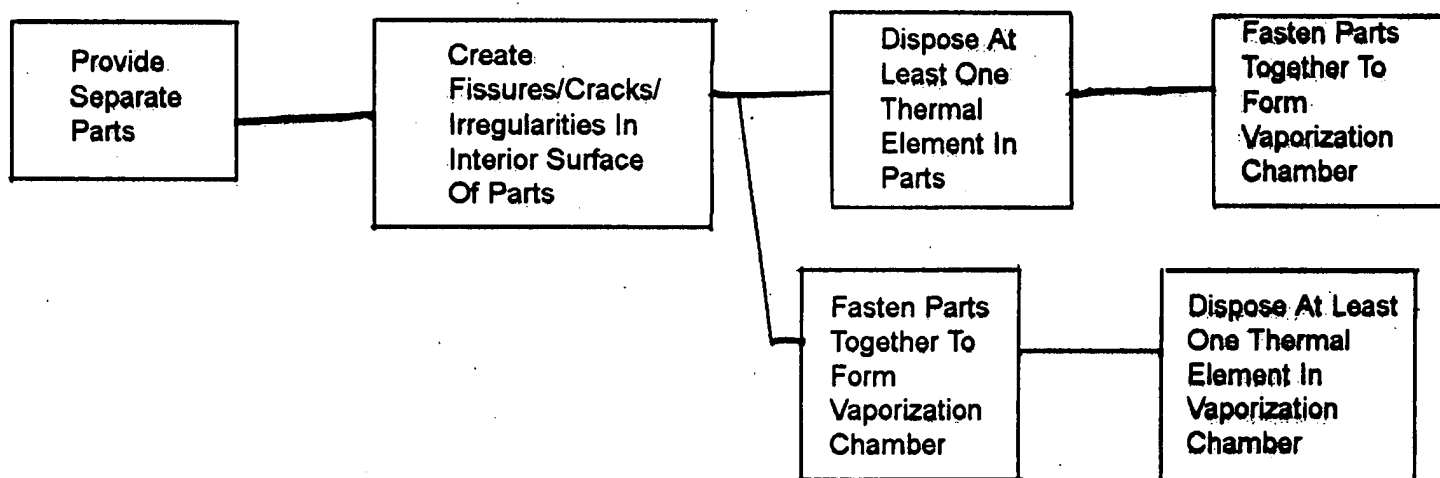 Provide
Separate
Parts
Create
Fissures/Cracks/
Irregularities In
Interior Surface
Of Parts
Dispose At
Least One
Thermal
Element In
Parts
Fasten Parts
Together To
Form
Vaporization
Chamber
Fasten Parts
Together To
Form
Vaporization
Chamber
Dispose At Least
One Thermal
Element In
Vaporization
Chamber